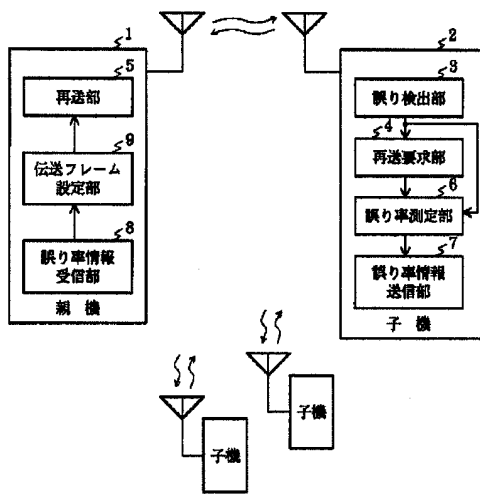 1
5
再送部
9
伝送フレーム
設定部
8
誤り率情報
受信部
親機
2
3
誤り検出部
4
再送要求部
6
誤り率測定部
7
誤り率情報
送信部
子機
子機
子機